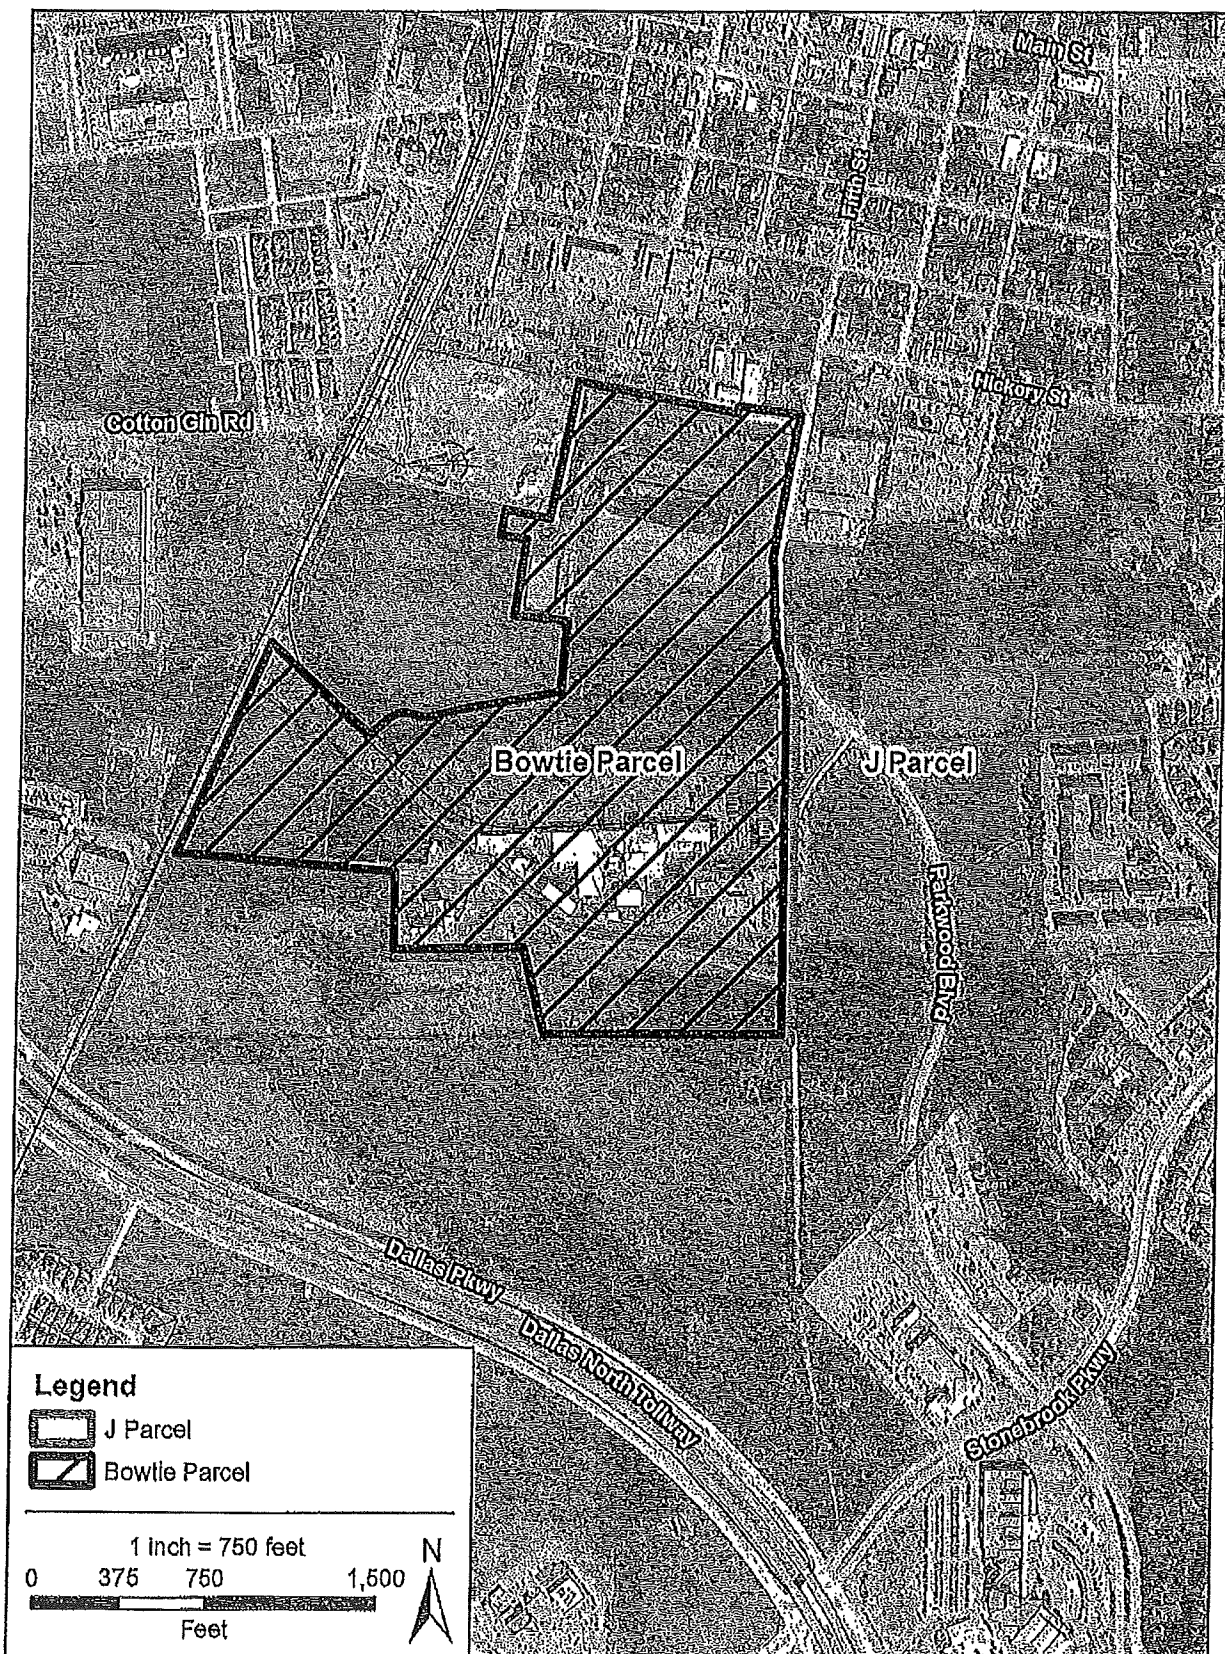 Main St
Fifth St
Hickory St
Cotton Gin Rd
Bowtie Parcel
J Parcel
Parkwood Blvd
Dallas Pkwy
Dallas North Tollway
Stonebrook Pkwy
Legend
J Parcel
Bowtie Parcel
1 inch = 750 feet
N
0 375 750 1,500
Feet